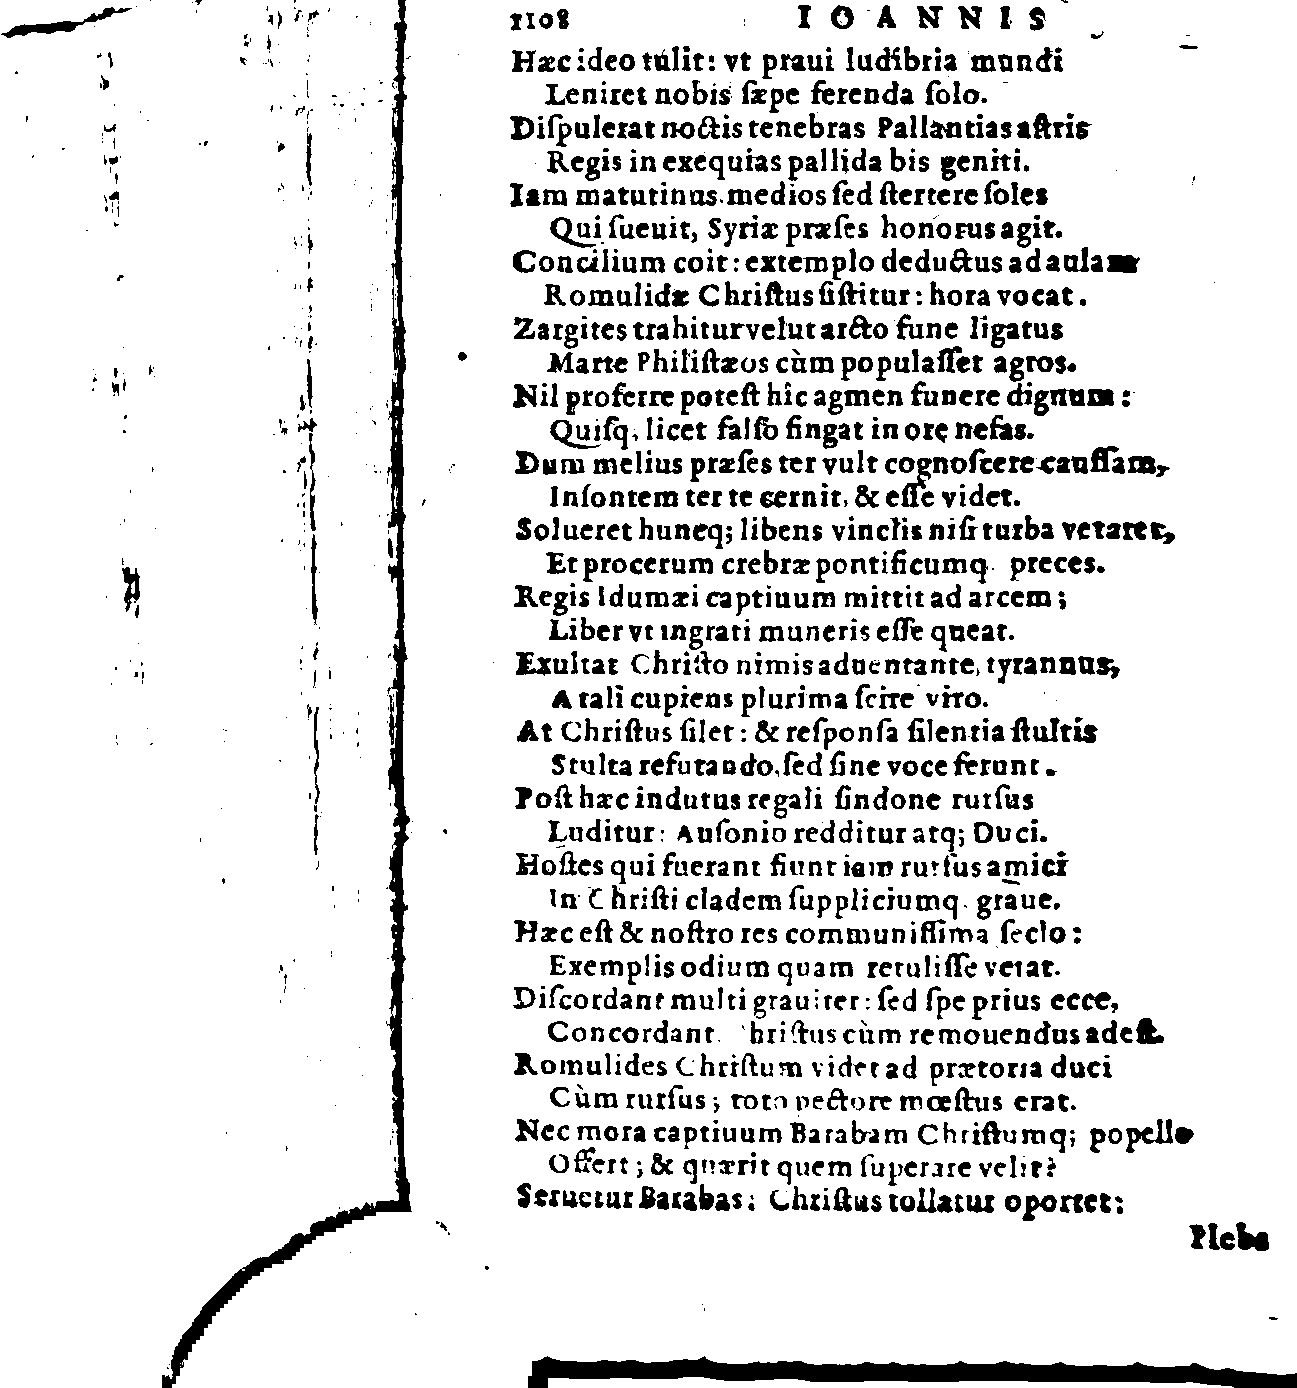 1108 IOANNIS
Hæc ideo tulit: vt praui ludibria mundi
Leniret nobis ſæpe ferenda ſolo.
Diſpulerat noctis tenebras Pallantias aſtris
Regis in exequias pallida bis geniti.
Iam matutinus medios ſed ſtertere ſoles
Qui ſueuit, Syriæ præſes honorus agit.
Concilium coit: extemplo deductus ad aulam
Romulidæ Chriſtus ſiſtitur: hora vocat.
Zargites trahitur velut arcto fune ligatus
Marte Philiſtæos cùm populaſſet agros.
Nil proferre poteſt hîc agmen funere dignum:
Quiſq; licet falſo fingat in orę nefas.
Dum melius præſes ter vult cognoſcere cauſſam,
Inſontem ter te cernit, & eſſe videt.
Solueret huncq; libens vinclis niſi turba vetaret,
Et procerum crebræ pontificumq. preces.
Regis Idumæi captiuum mittit ad arcem;
Liber vt ingrati muneris eſſe queat.
Exultat Chriſto nimis aduentante, tyrannus,
A tali cupiens plurima ſcire viro.
At Chriſtus ſilet: & reſponſa ſilentia ſtultis
Stulta refutando, ſed ſine voce ferunt.
Poſt hæc indutus regali ſindone rurſus
Luditur: Auſonio redditur atq; Duci.
Hoſtes qui fuerant fiunt iam rurſus amici
In Chriſti cladem ſuppliciumq. graue.
Hæc eſt & noſtro res communiſſima ſeclo:
Exemplis odium quam retuliſſe vetat.
Diſcordant multi grauiter: ſed ſpe prius ecce,
Concordant. Chriſtus cùm remouendus adeſt.
Romulides Chriſtum videt ad prætoria duci
Cùm rurſus; toto pectore mœſtus erat.
Nec mora captiuum Barabam Chriſtumq; popello
Offert; & quærit quem ſuperare velit?
Seruetur Barabas: Chriſtus tollatur oportet:
Plebs